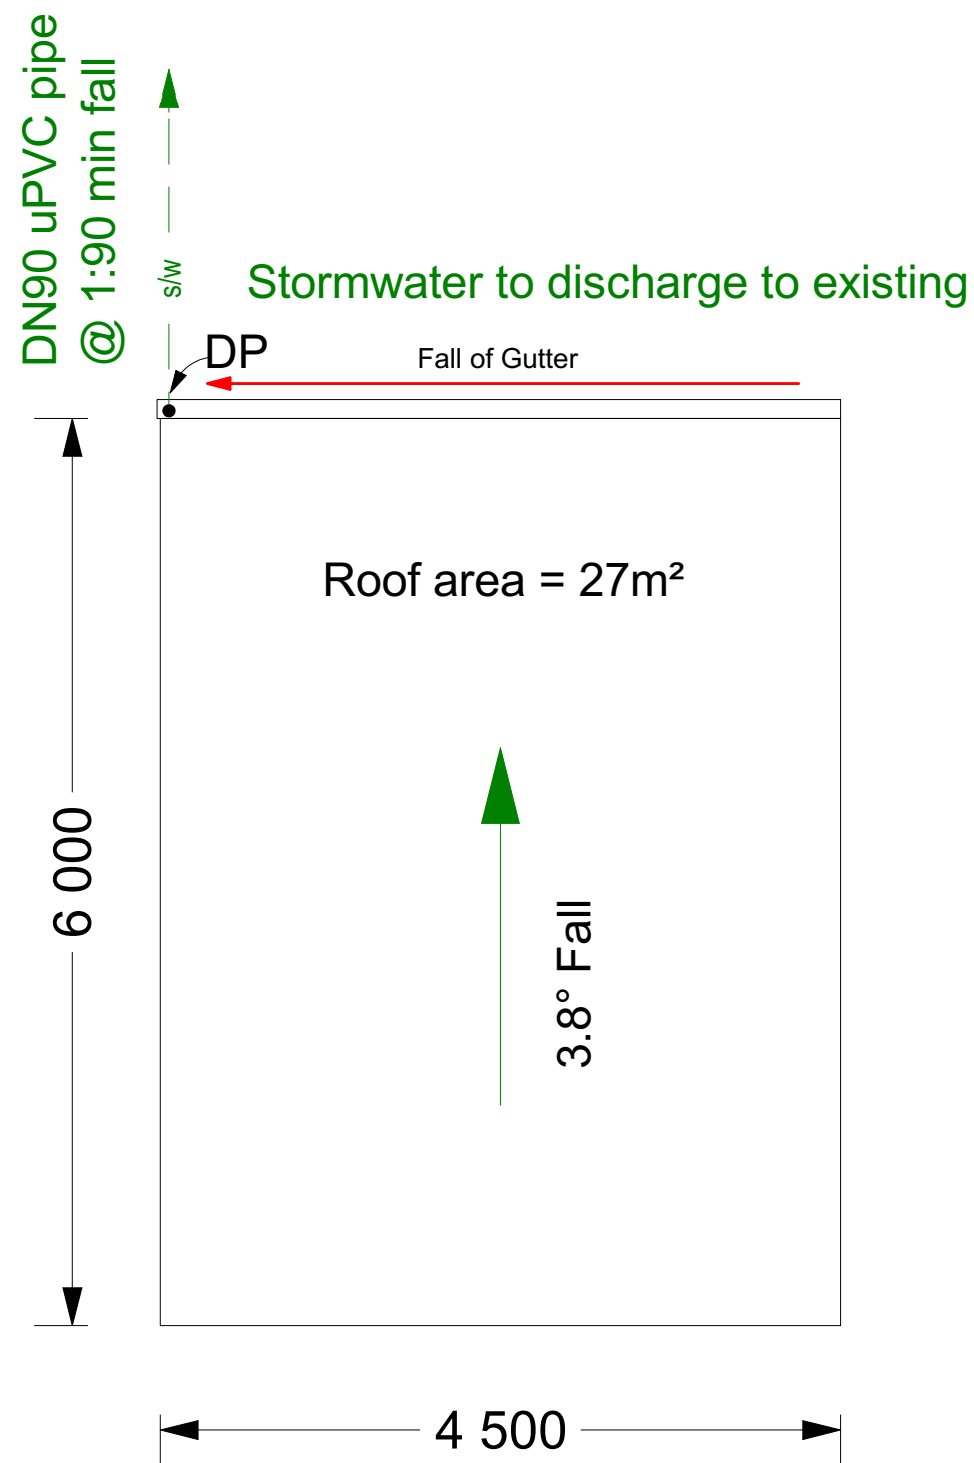 DN90 uPVC pipe
@ 1:90 min fall
s/w
Stormwater to discharge to existing
DP
Fall of Gutter
Roof area = 27m²
6 000
3.8° Fall
4 500